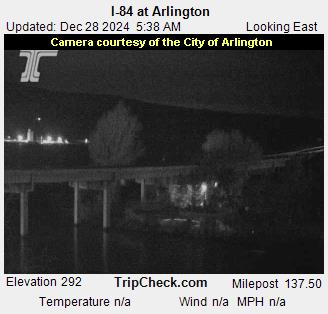 I-84 at Arlington
Updated: Dec 28 2024 5:38 AM Looking East
Camera courtesy of the City of Arlington
Elevation 292 TripCheck.com Milepost 137.50
Temperature n/a Wind n/a MPH n/a